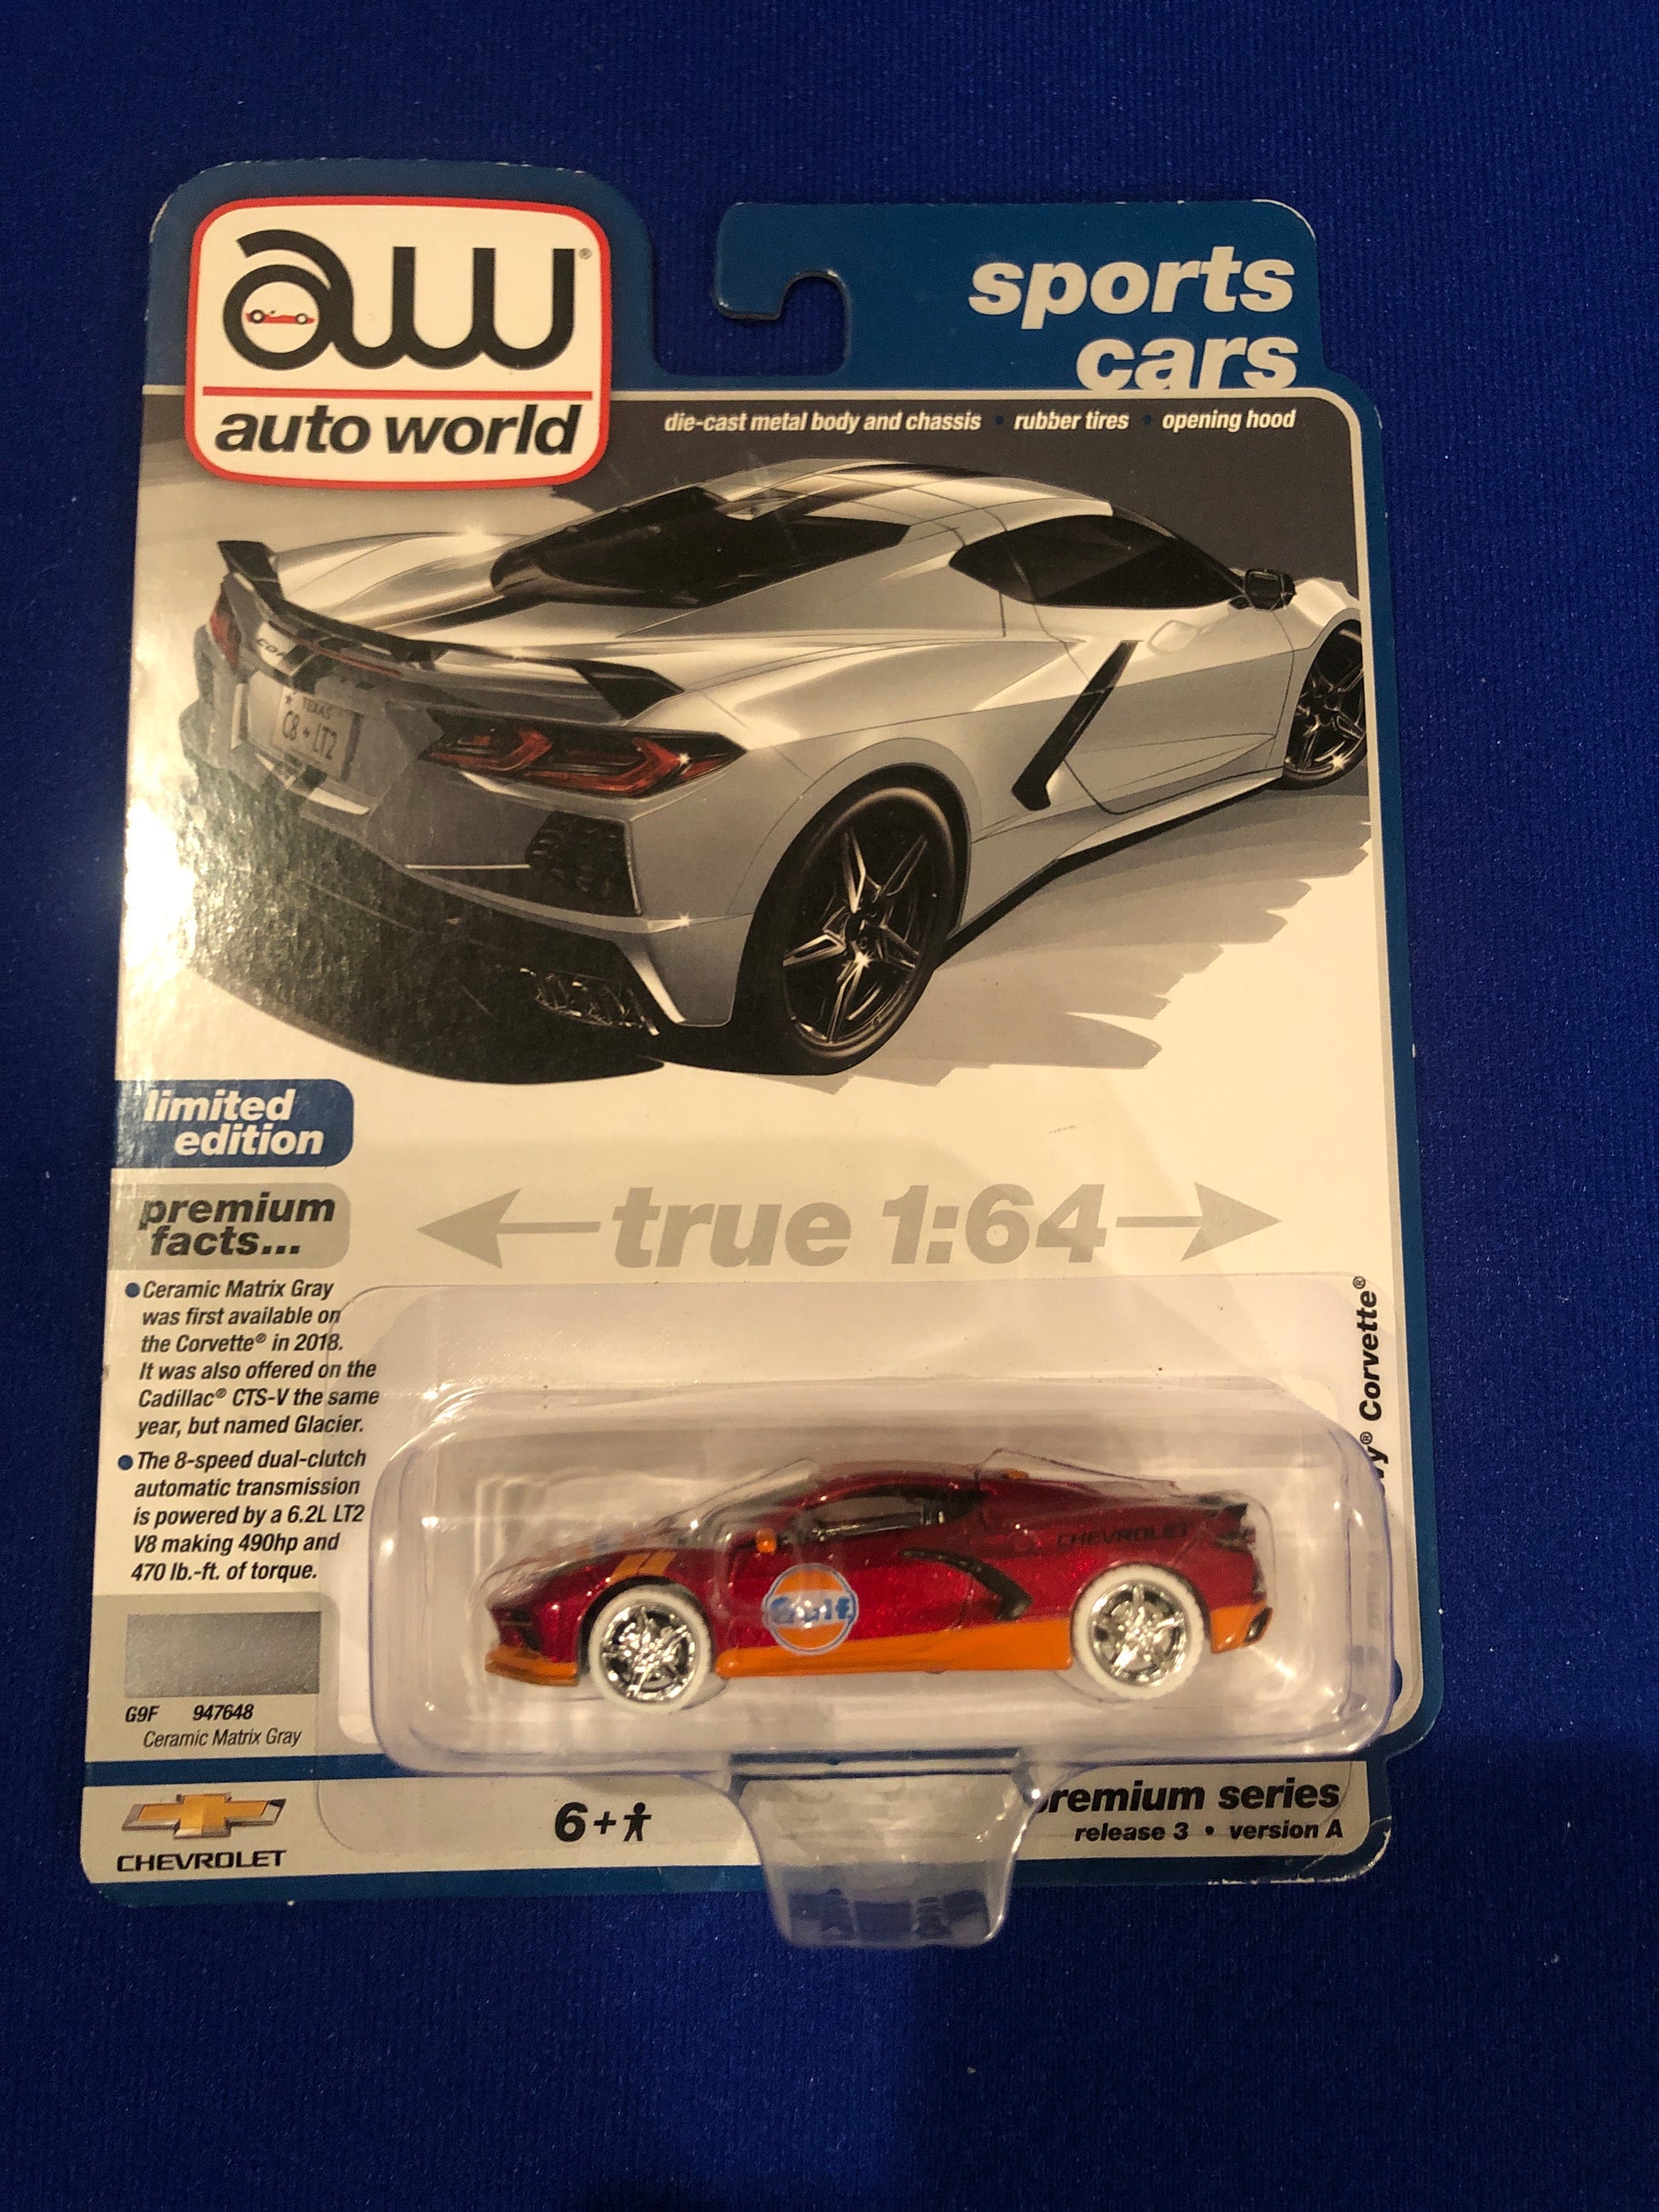 aw®
auto world
sports
cars
die-cast metal body and chassis • rubber tires • opening hood
TEXAS
C8 LT2
limited
edition
premium
facts...
true 1:64
• Ceramic Matrix Gray
was first available on
the Corvette® in 2018.
It was also offered on the
Cadillac® CTS-V the same
year, but named Glacier.
• The 8-speed dual-clutch
automatic transmission
is powered by a 6.2L LT2
V8 making 490hp and
470 lb.-ft. of torque.
Corvette®
CHEVROLET
Gulf
G9F 947648
Ceramic Matrix Gray
CHEVROLET
6+
series
release 3 • version A